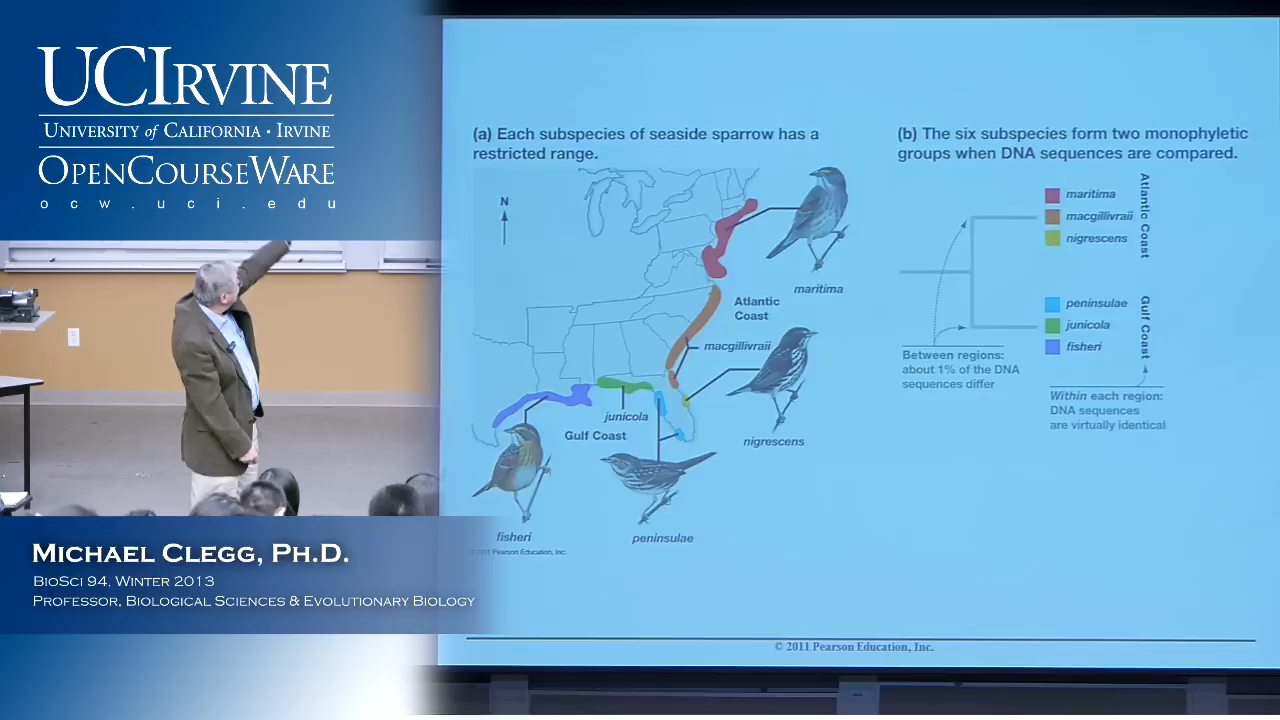 UCIRVINE
UNIVERSITY of CALIFORNIA · IRVINE
OPENCOURSEWARE
ocw.uci.edu
MICHAEL CLEGG, PH.D.
BIOSCI 94, WINTER 2013
PROFESSOR, BIOLOGICAL SCIENCES & EVOLUTIONARY BIOLOGY
(a) Each subspecies of seaside sparrow has a
restricted range.
N
maritima
Atlantic
Coast
macgillivraii
junicola
Gulf Coast
nigrescens
fisheri
peninsulae
2011 Pearson Education, Inc.
(b) The six subspecies form two monophyletic
groups when DNA sequences are compared.
maritima
macgillivraii
nigrescens
Atlantic Coast
peninsulae
junicola
fisheri
Gulf Coast
Between regions:
about 1% of the DNA
sequences differ
Within each region:
DNA sequences
are virtually identical
© 2011 Pearson Education, Inc.